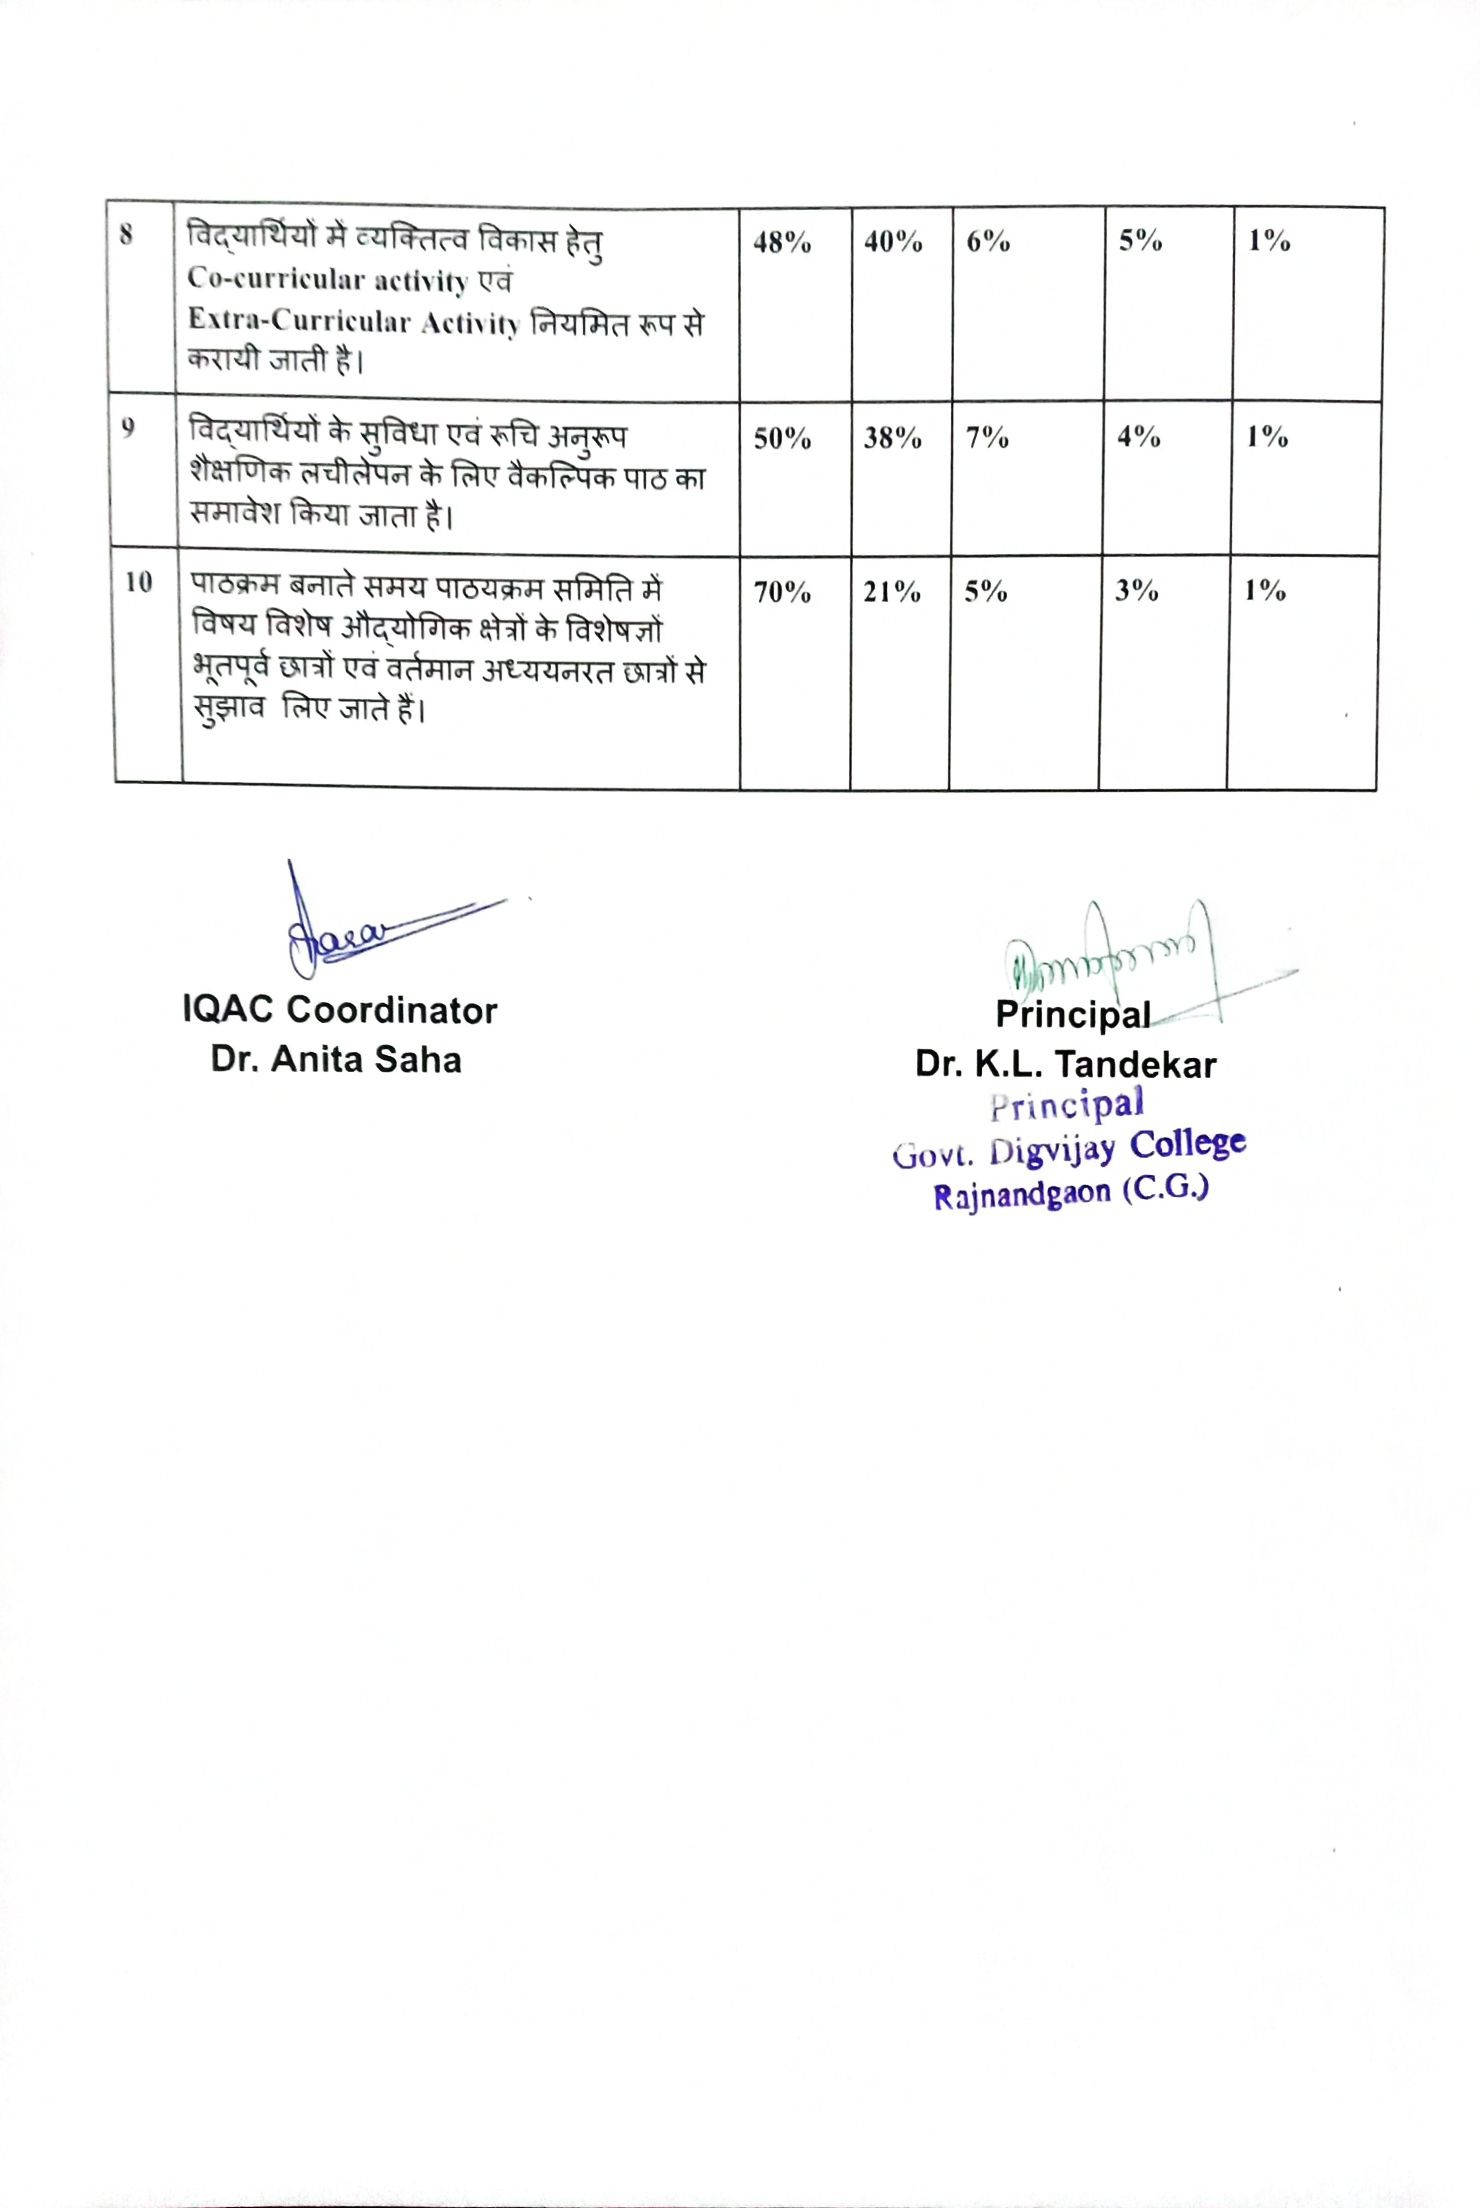 8 विद्यार्थियों में व्यक्तित्व विकास हेतु 48% 40% 6% 5% 1%
Co-curricular activity एवं
Extra-Curricular Activity नियमित रूप से
करायी जाती है।
9 विद्यार्थियों के सुविधा एवं रूचि अनुरूप 50% 38% 7% 4% 1%
शैक्षणिक लचीलेपन के लिए वैकल्पिक पाठ का
समावेश किया जाता है।
10 पाठक्रम बनाते समय पाठयक्रम समिति में 70% 21% 5% 3% 1%
विषय विशेष औद्योगिक क्षेत्रों के विशेषज्ञों
भूतपूर्व छात्रों एवं वर्तमान अध्ययनरत छात्रों से
सुझाव लिए जाते हैं।
IQAC Coordinator
Dr. Anita Saha
Principal
Dr. K.L. Tandekar
Principal
Govt. Digvijay College
Rajnandgaon (C.G.)